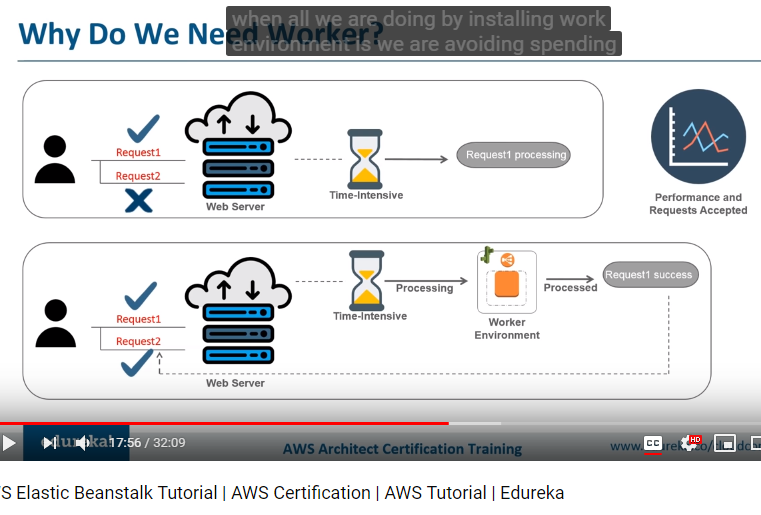 Why Do We Need Worker?
when all we are doing by installing work
environment is we are avoiding spending
Request1
Request2
Web Server
Time-Intensive
Request1 processing
Performance and
Requests Accepted
Request1
Request2
Web Server
Time-Intensive
Processing
Worker
Environment
Processed
Request1 success
edureka!
17:56 / 32:09
AWS Architect Certification Training
CC
HD
S Elastic Beanstalk Tutorial | AWS Certification | AWS Tutorial | Edureka